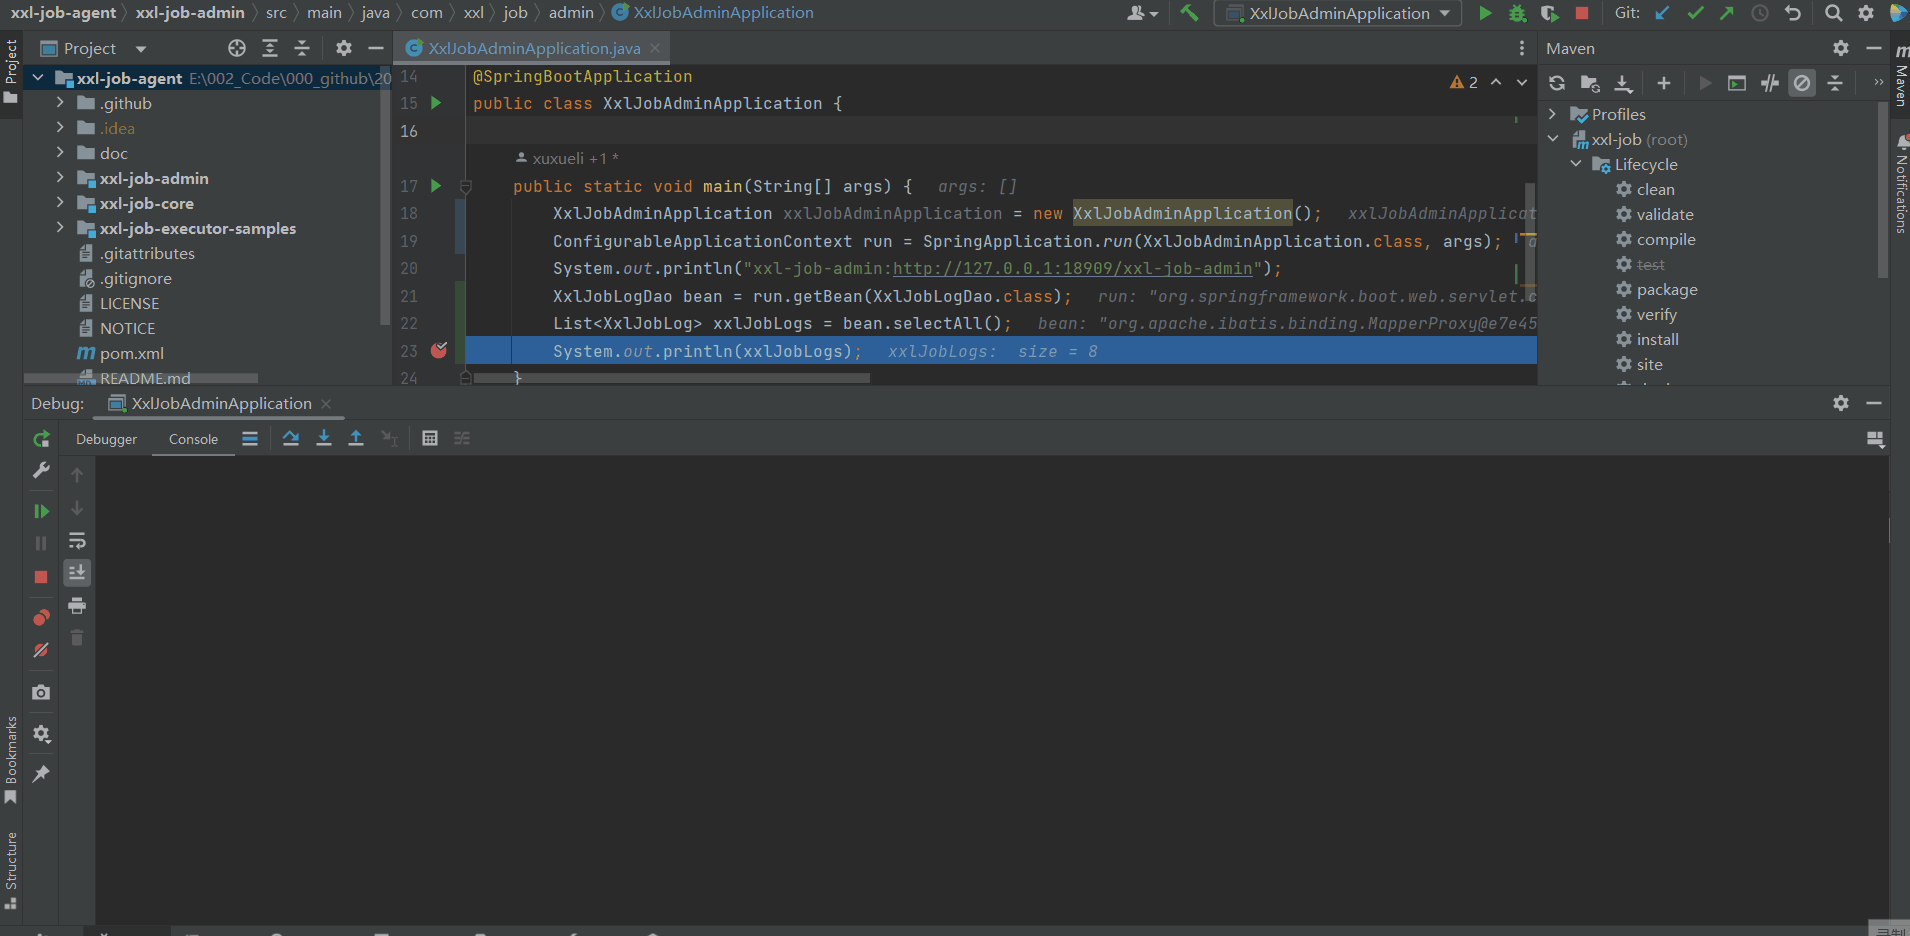 xxl-job-agent xxl-job-admin src main java com xxl job admin XxlJobAdminApplication
XxlJobAdminApplication
Git:
Project
Project
XxlJobAdminApplication.java
Maven
Maven
Notifications
xxl-job-agent E:\002_Code\000_github\20
.github
.idea
doc
xxl-job-admin
xxl-job-core
xxl-job-executor-samples
.gitattributes
.gitignore
LICENSE
NOTICE
pom.xml
README.md
2
14 @SpringBootApplication
15 public class XxlJobAdminApplication {
16
xuxueli +1 *
17 public static void main(String[] args) { args: []
18 XxlJobAdminApplication xxlJobAdminApplication = new XxlJobAdminApplication(); xxlJobAdminApplicat
19 ConfigurableApplicationContext run = SpringApplication.run(XxlJobAdminApplication.class, args);
20 System.out.println("xxl-job-admin:http://127.0.0.1:18909/xxl-job-admin");
21 XxlJobLogDao bean = run.getBean(XxlJobLogDao.class); run: "org.springframework.boot.web.servlet.c
22 List<XxlJobLog> xxlJobLogs = bean.selectAll(); bean: "org.apache.ibatis.binding.MapperProxy@e7e45
23 System.out.println(xxlJobLogs); xxlJobLogs: size = 8
24 }
Profiles
xxl-job (root)
Lifecycle
clean
validate
compile
test
package
verify
install
site
Debug: XxlJobAdminApplication
Debugger Console
Bookmarks
Structure